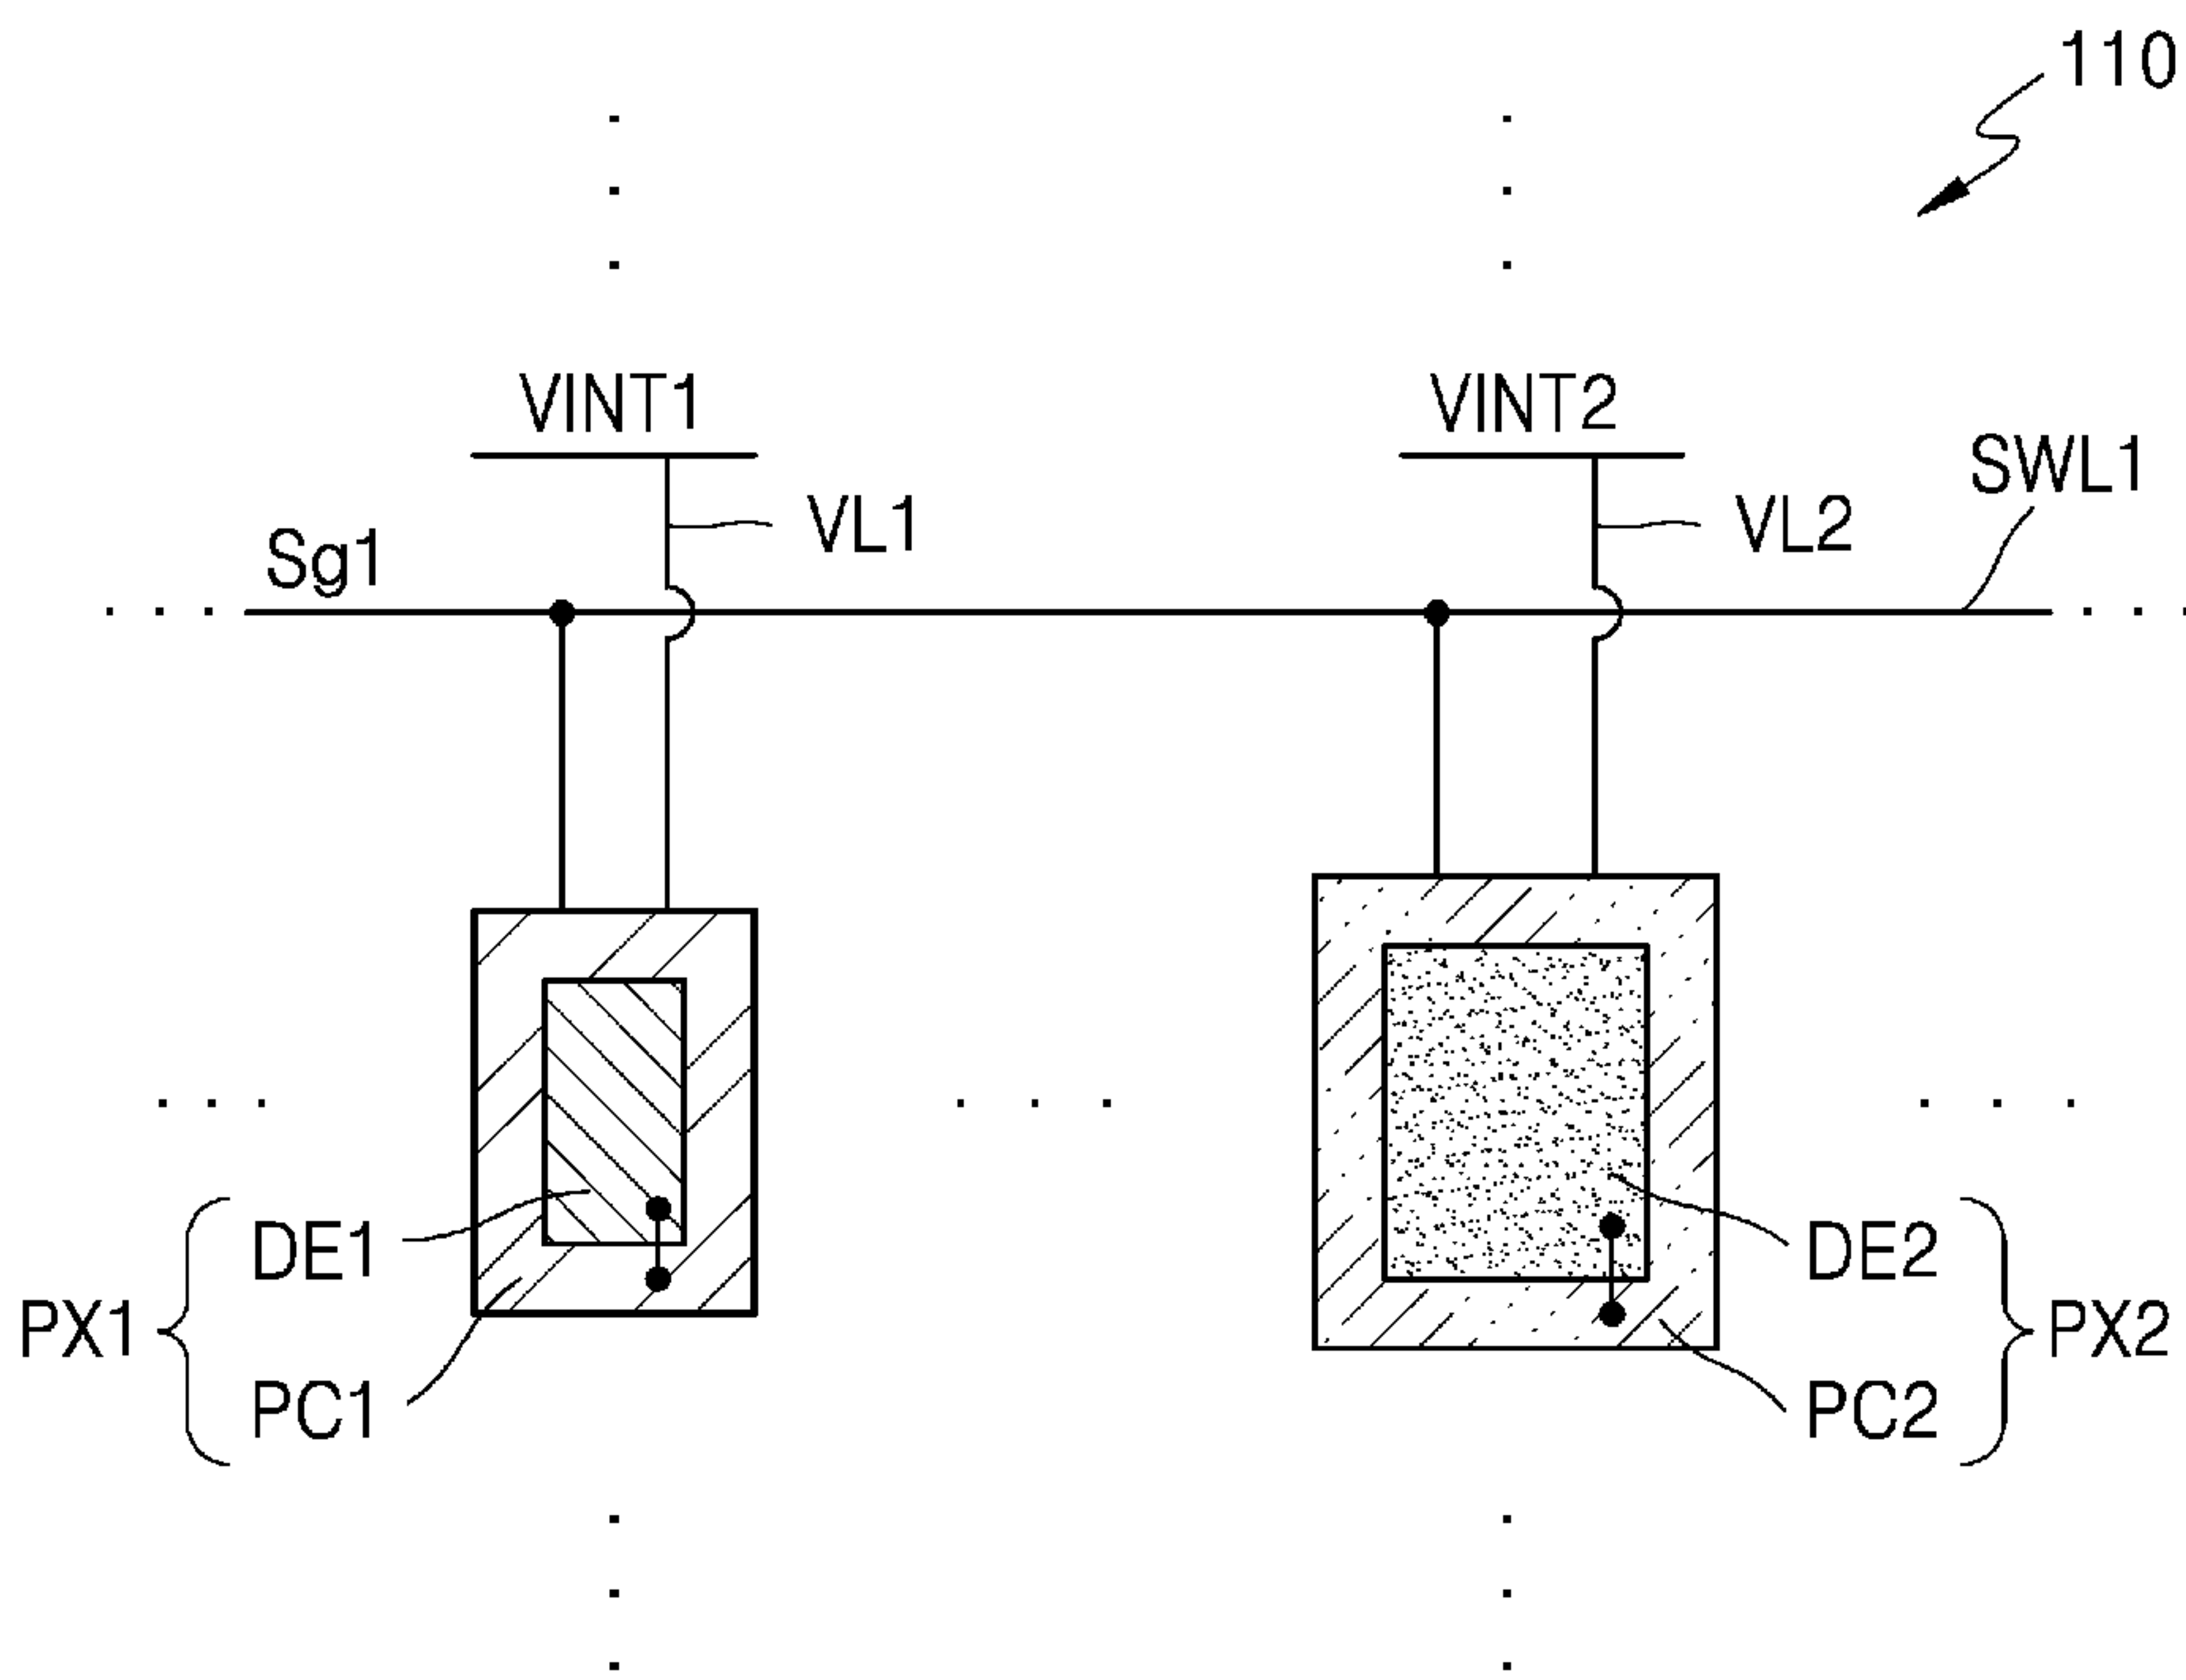 110
VINT1
VINT2
SWL1
VL1
VL2
Sg1
DE1
DE2
PX1
PX2
PC1
PC2